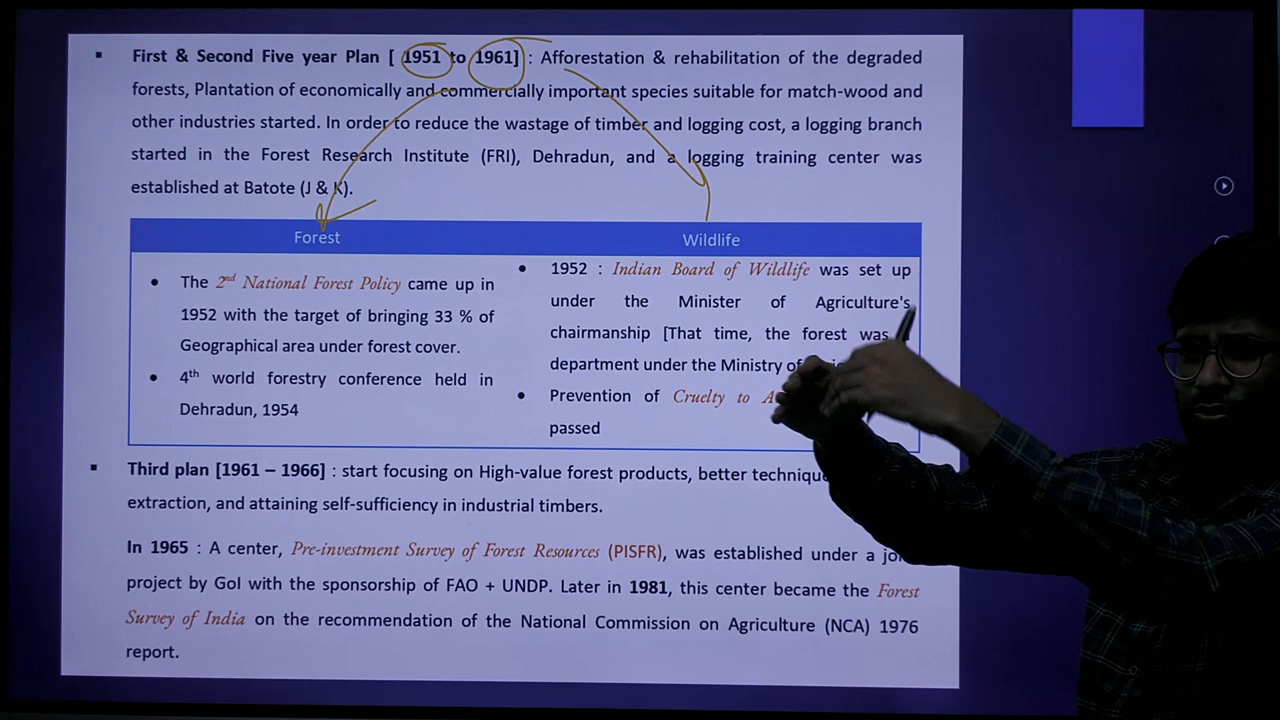 ▪ First & Second Five year Plan [ 1951 to 1961] : Afforestation & rehabilitation of the degraded
forests, Plantation of economically and commercially important species suitable for match-wood and
other industries started. In order to reduce the wastage of timber and logging cost, a logging branch
started in the Forest Research Institute (FRI), Dehradun, and a logging training center was
established at Batote (J & K).
Forest
• The 2nd National Forest Policy came up in
1952 with the target of bringing 33 % of
Geographical area under forest cover.
• 4th world forestry conference held in
Dehradun, 1954
Wildlife
• 1952 : Indian Board of Wildlife was set up
under the Minister of Agriculture's
chairmanship [That time, the forest was
department under the Ministry of
• Prevention of Cruelty to
passed
▪ Third plan [1961 – 1966] : start focusing on High-value forest products, better
extraction, and attaining self-sufficiency in industrial timbers.
In 1965 : A center, Pre-investment Survey of Forest Resources (PISFR), was established under a
project by GoI with the sponsorship of FAO + UNDP. Later in 1981, this center became the Forest
Survey of India on the recommendation of the National Commission on Agriculture (NCA) 1976
report.